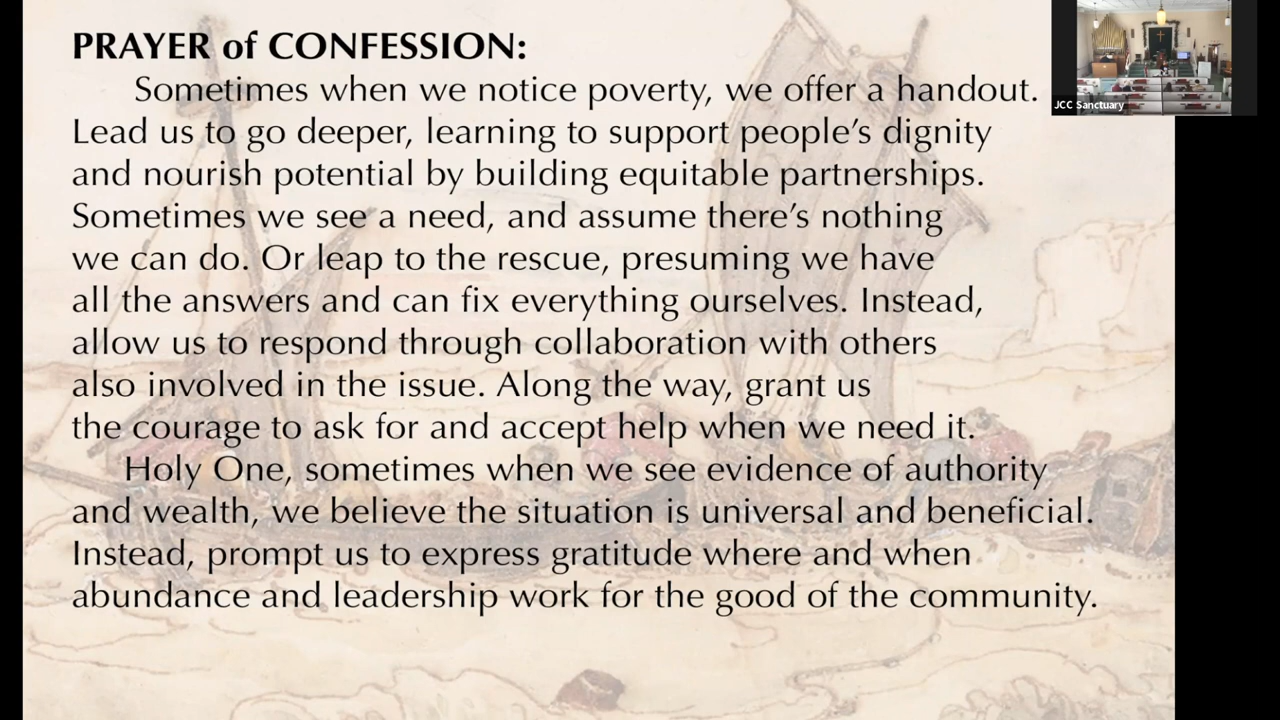 PRAYER of CONFESSION:
Sometimes when we notice poverty, we offer a handout.
Lead us to go deeper, learning to support people’s dignity
and nourish potential by building equitable partnerships.
Sometimes we see a need, and assume there’s nothing
we can do. Or leap to the rescue, presuming we have
all the answers and can fix everything ourselves. Instead,
allow us to respond through collaboration with others
also involved in the issue. Along the way, grant us
the courage to ask for and accept help when we need it.
Holy One, sometimes when we see evidence of authority
and wealth, we believe the situation is universal and beneficial.
Instead, prompt us to express gratitude where and when
abundance and leadership work for the good of the community.
JCC Sanctuary